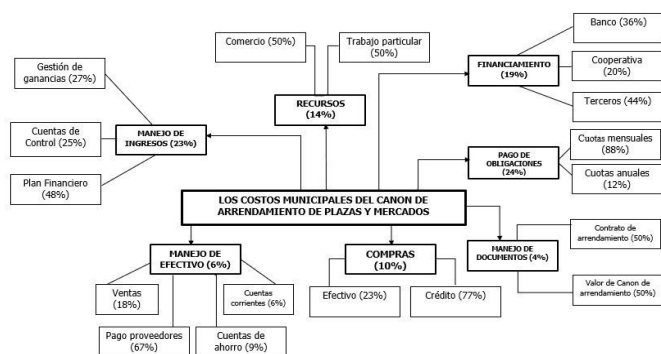 Gestión de
ganancias (27%)
Cuentas de
Control (25%)
Plan Financiero
(48%)
MANEJO DE
INGRESOS (23%)
Comercio (50%)
Trabajo particular
(50%)
RECURSOS
(14%)
FINANCIAMIENTO
(19%)
Banco (36%)
Cooperativa
(20%)
Terceros (44%)
PAGO DE
OBLIGACIONES
(24%)
Cuotas mensuales
(88%)
Cuotas anuales
(12%)
LOS COSTOS MUNICIPALES DEL CANON DE
ARRENDAMIENTO DE PLAZAS Y MERCADOS
MANEJO DE
EFECTIVO (6%)
Ventas
(18%)
Pago proveedores
(67%)
Cuentas de
ahorro (9%)
Cuentas
corrientes (6%)
COMPRAS
(10%)
Efectivo (23%)
Crédito (77%)
MANEJO DE
DOCUMENTOS (4%)
Contrato de
arrendamiento (50%)
Valor de Canon de
arrendamiento (50%)